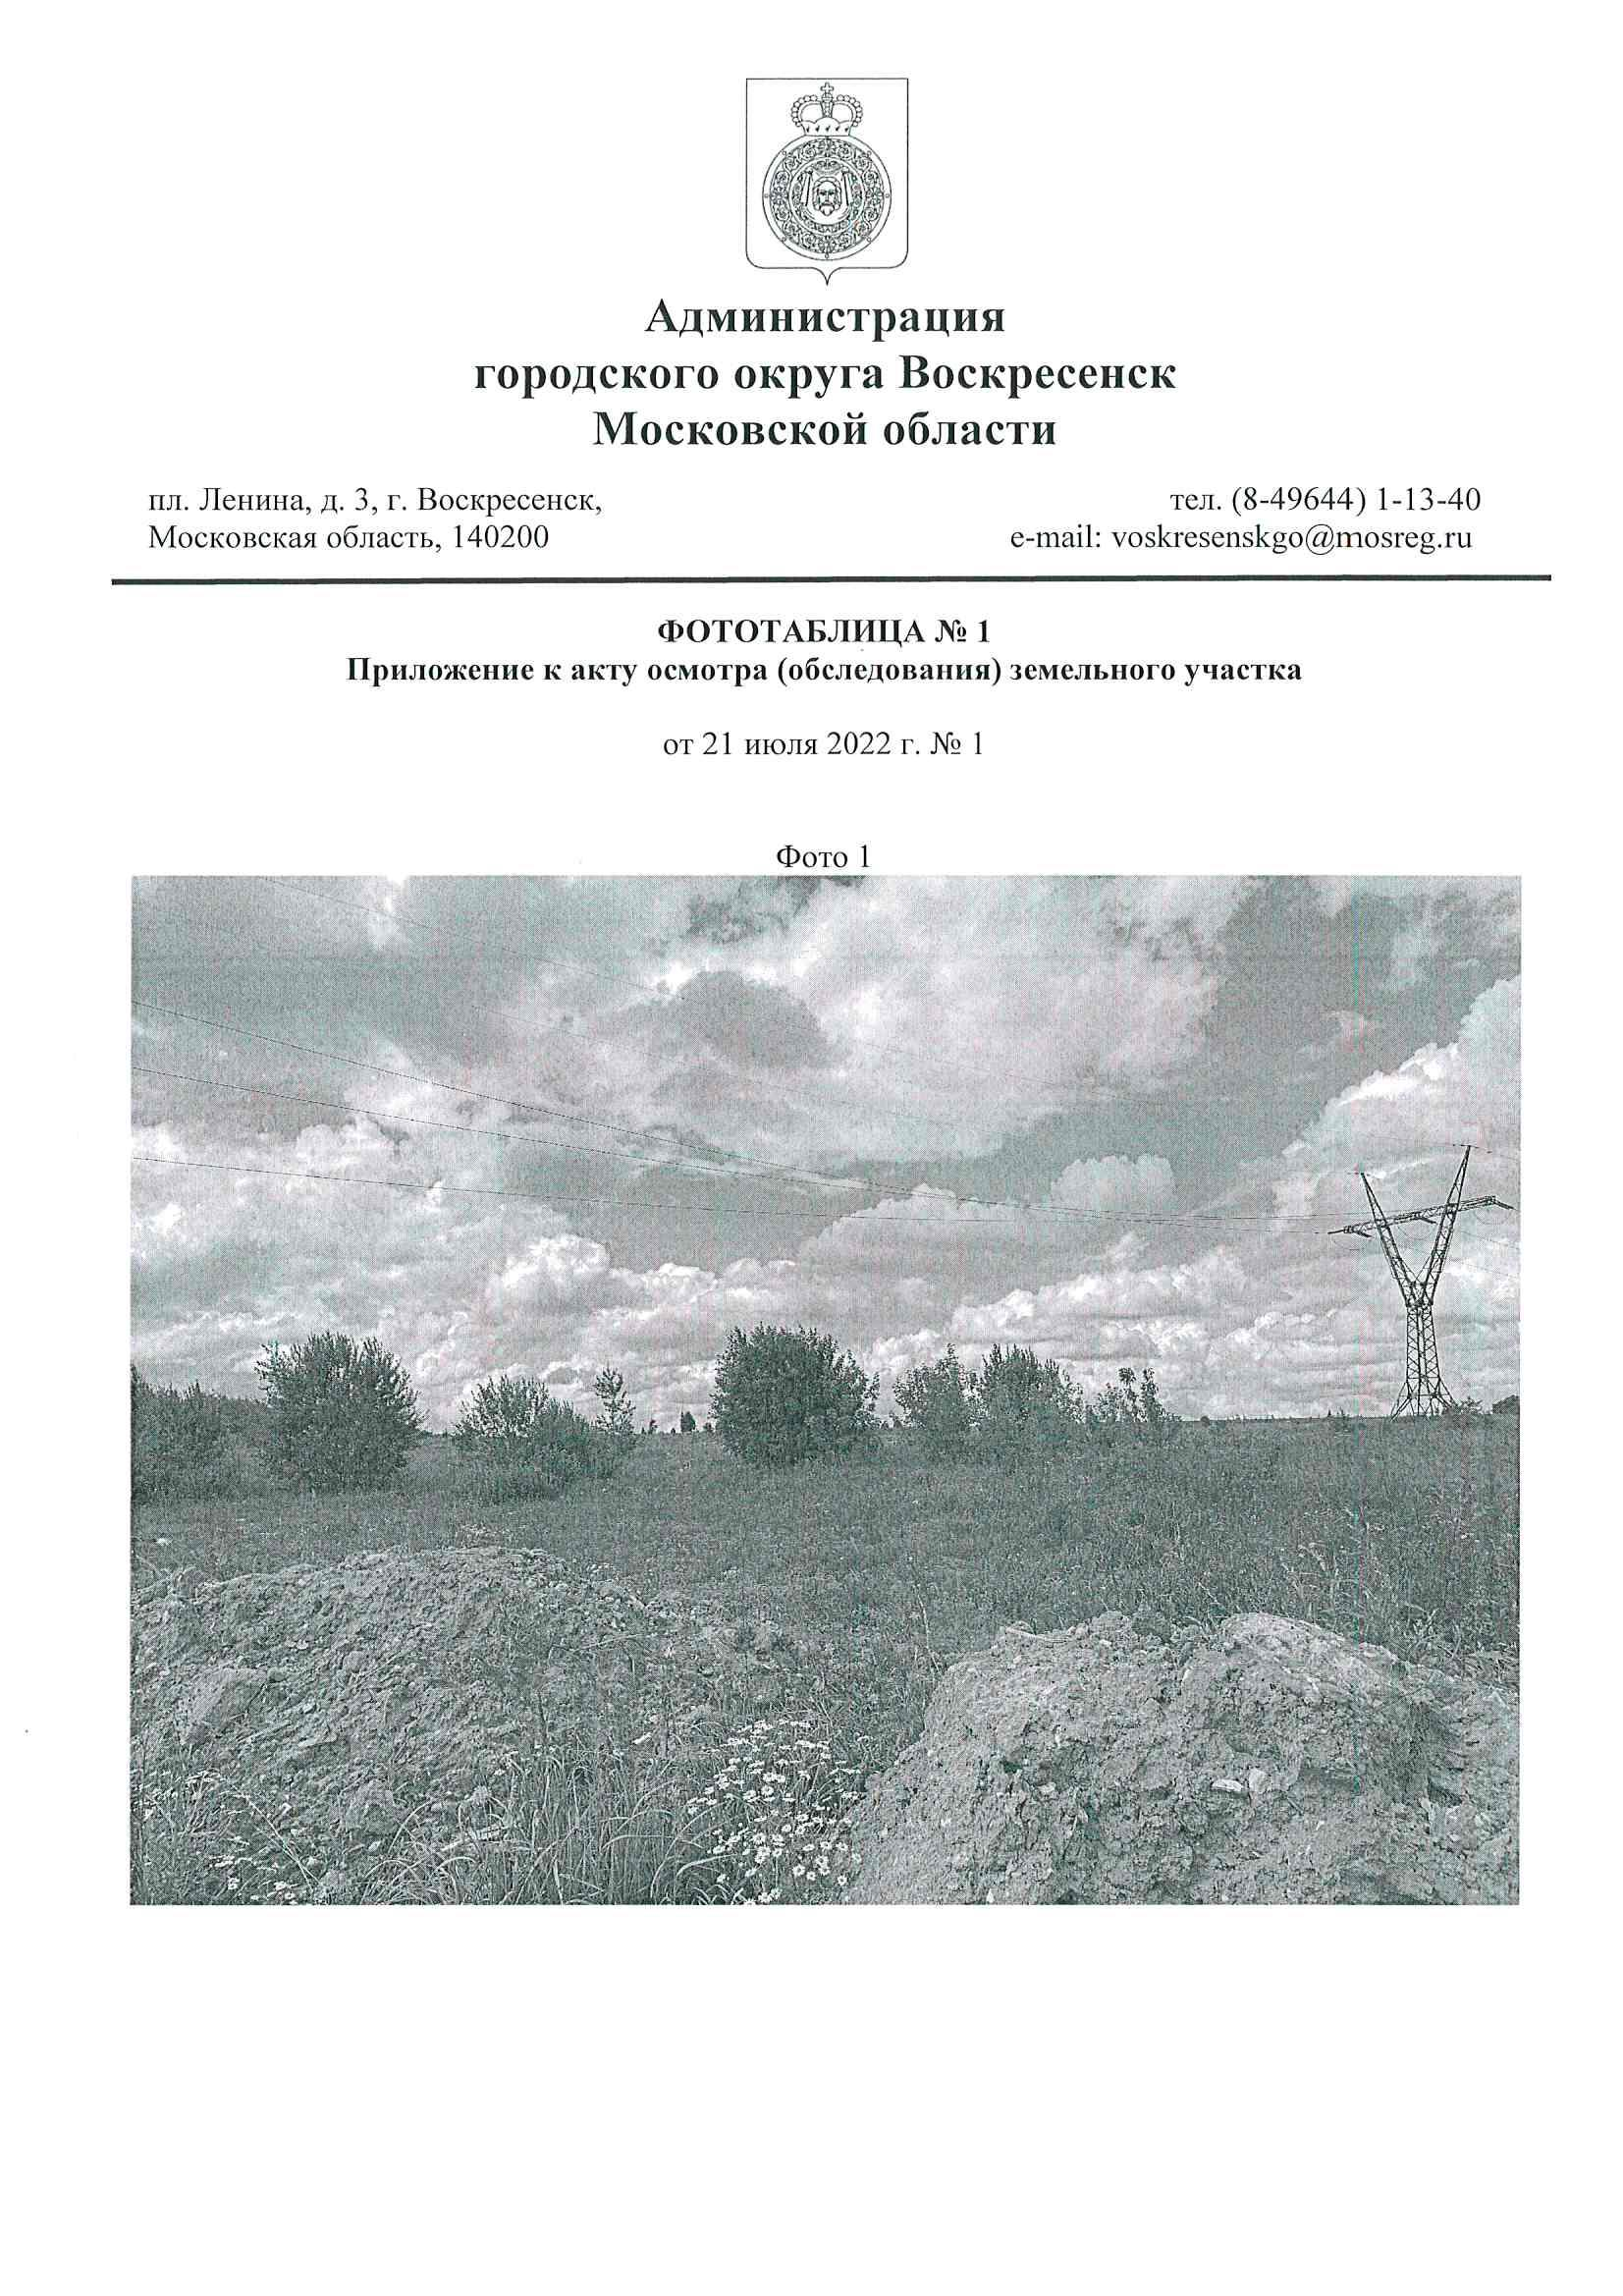 Администрация
городского округа Воскресенск
Московской области
пл. Ленина, д. 3, г. Воскресенск,
Московская область, 140200
тел. (8-49644) 1-13-40
e-mail: voskresenskgo@mosreg.ru
ФОТОТАБЛИЦА № 1
Приложение к акту осмотра (обследования) земельного участка
от 21 июля 2022 г. № 1
Фото 1